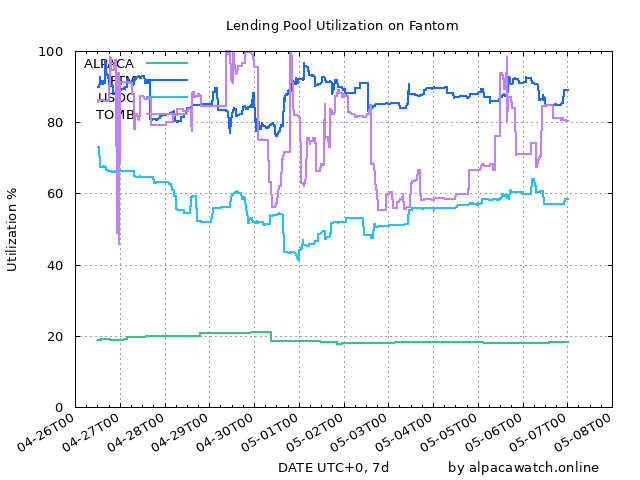 Lending Pool Utilization on Fantom
100
80
60
40
20
0
Utilization %
ALPACA
FTM
USDC
TOMB
04-26T00
04-27T00
04-28T00
04-29T00
04-30T00
05-01T00
05-02T00
05-03T00
05-04T00
05-05T00
05-06T00
05-07T00
05-08T00
DATE UTC+0, 7d
by alpacawatch.online